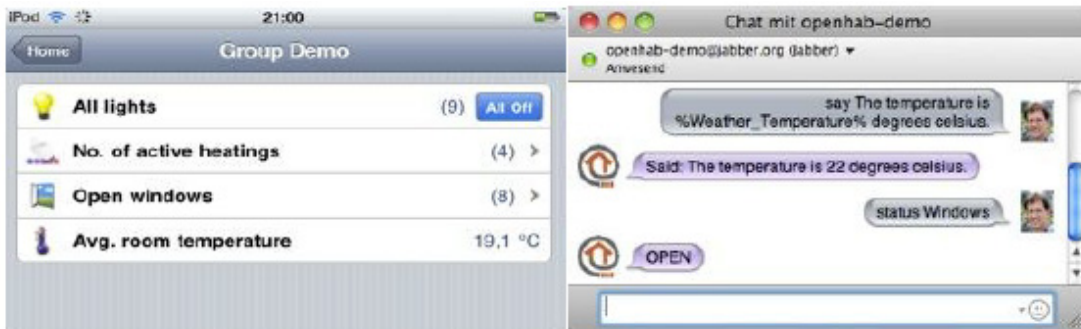 iPod
21:00
Home
Group Demo
All lights (9) All Off
No. of active heatings (4)
Open windows (8)
Avg. room temperature 19,1 °C
Chat mit openhab-demo
openhab-demo@jabber.org (Jabber)
Anwesend
say The temperature is
%Weather_Temperature% degrees celsius.
Said: The temperature is 22 degrees celsius.
status Windows
OPEN